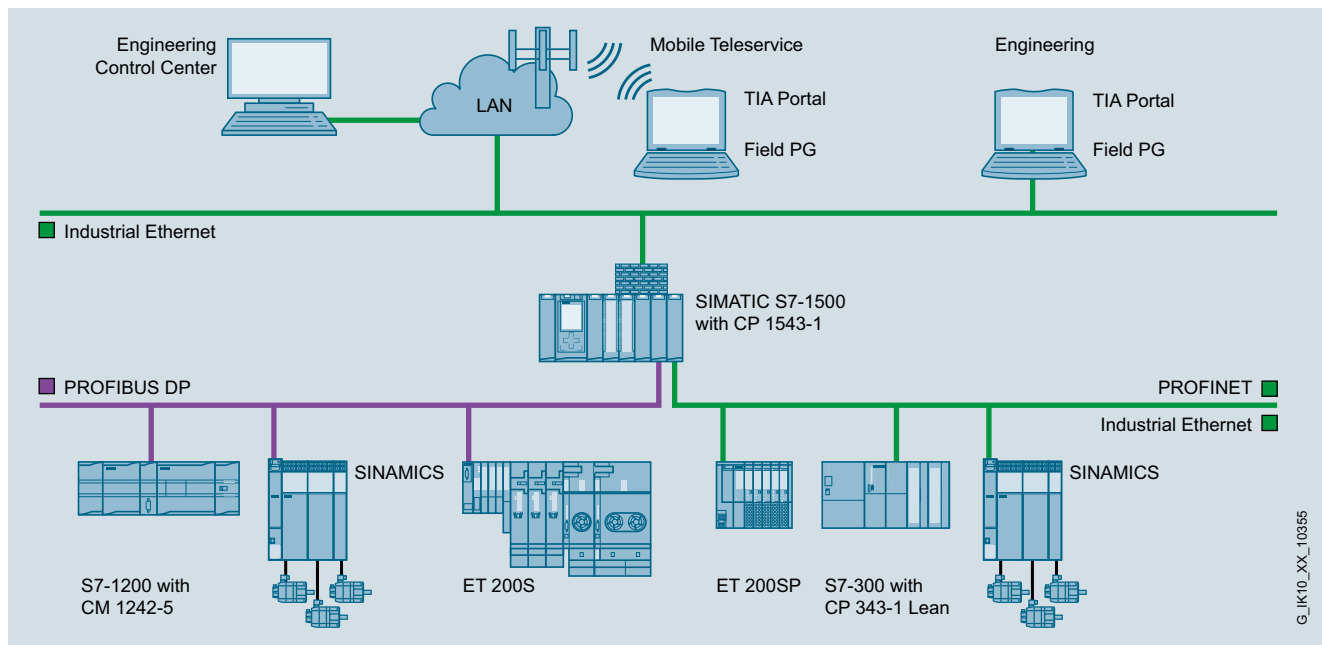 Engineering
Control Center
LAN
Mobile Teleservice
TIA Portal
Field PG
Engineering
TIA Portal
Field PG
Industrial Ethernet
SIMATIC S7-1500
with CP 1543-1
PROFIBUS DP
PROFINET
Industrial Ethernet
SINAMICS
SINAMICS
S7-1200 with
CM 1242-5
ET 200S
ET 200SP
S7-300 with
CP 343-1 Lean
G_IK10_XX_10355